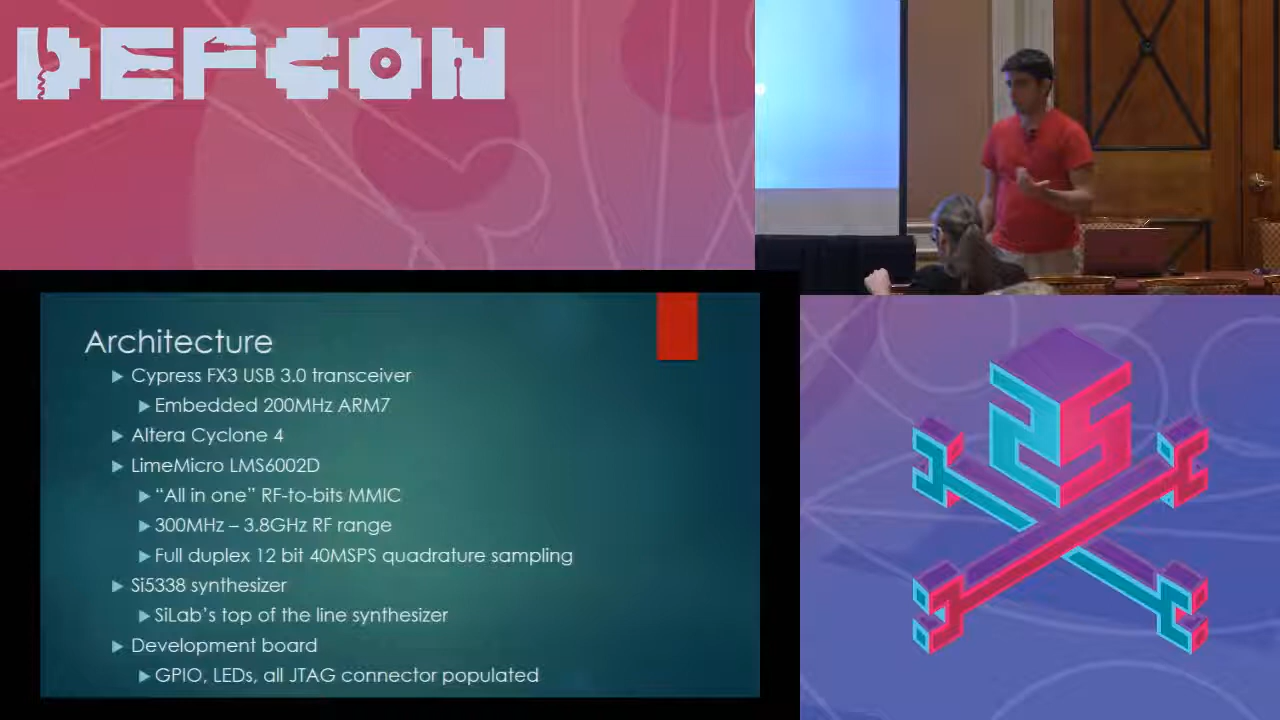 DEFCON
Architecture
Cypress FX3 USB 3.0 transceiver
Embedded 200MHz ARM7
Altera Cyclone 4
LimeMicro LMS6002D
“All in one” RF-to-bits MMIC
300MHz – 3.8GHz RF range
Full duplex 12 bit 40MSPS quadrature sampling
Si5338 synthesizer
SiLab’s top of the line synthesizer
Development board
GPIO, LEDs, all JTAG connector populated
25